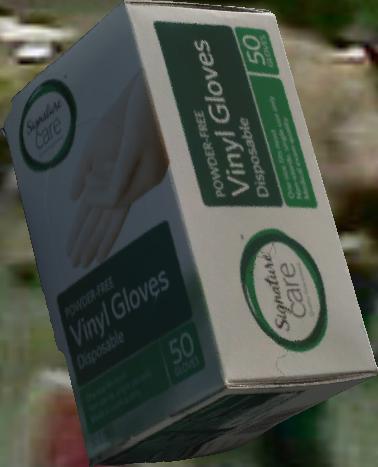 Signature
care
POWDER-FREE
Vinyl Gloves
Disposable
50
GLOVES
POWDER-FREE
Vinyl Gloves
Disposable
50
GLOVES
Signature
care